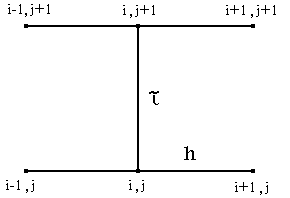 i-1,j+1 i,j+1 i+1,j+1
τ̃
h
i-1,j i,j i+1,j